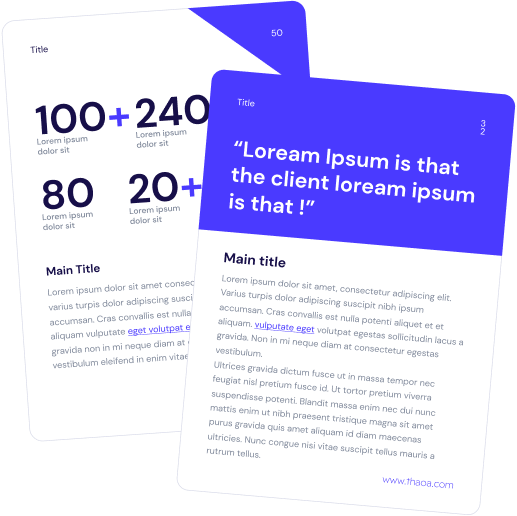 Title
50
100+ 240
Lorem ipsum
dolor sit
Lorem ipsum
dolor sit
80
20+
Lorem ipsum
dolor sit
Lorem ipsum
dolor sit
Main Title
Lorem ipsum dolor sit amet
varius turpis dolor adipiscing
accumsan. Cras convallis est nulla
aliquam vulputate eget volutpat
gravida non in mi neque diam at
vestibulum eleifend in enim vitae
Title
3
2
“Loream Ipsum is that
the client loream ipsum
is that !”
Main title
Lorem ipsum dolor sit amet, consectetur adipiscing elit.
Varius turpis dolor adipiscing suscipit nibh ipsum
accumsan. Cras convallis est nulla potenti aliquet et et
aliquam, vulputate eget volutpat egestas sollicitudin lacus a
gravida. Non in mi neque diam at consectetur egestas
vestibulum.
Ultrices gravida dictum fusce ut in massa tempor nec
feugiat nisl pretium fusce id. Ut tortor pretium viverra
suspendisse potenti. Blandit massa enim nec dui nunc
mattis enim ut nibh praesent tristique magna sit amet
purus gravida quis amet aliquam id diam maecenas
ultricies. Nunc congue nisi vitae suscipit tellus mauris a
rutrum tellus.
www.fhaoa.com